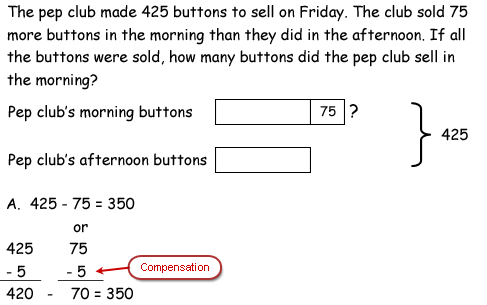 The pep club made 425 buttons to sell on Friday. The club sold 75
more buttons in the morning than they did in the afternoon. If all
the buttons were sold, how many buttons did the pep club sell in
the morning?
Pep club's morning buttons 75 ?
425
Pep club's afternoon buttons
A. 425 - 75 = 350
or
425 75
- 5 - 5 Compensation
420 - 70 = 350